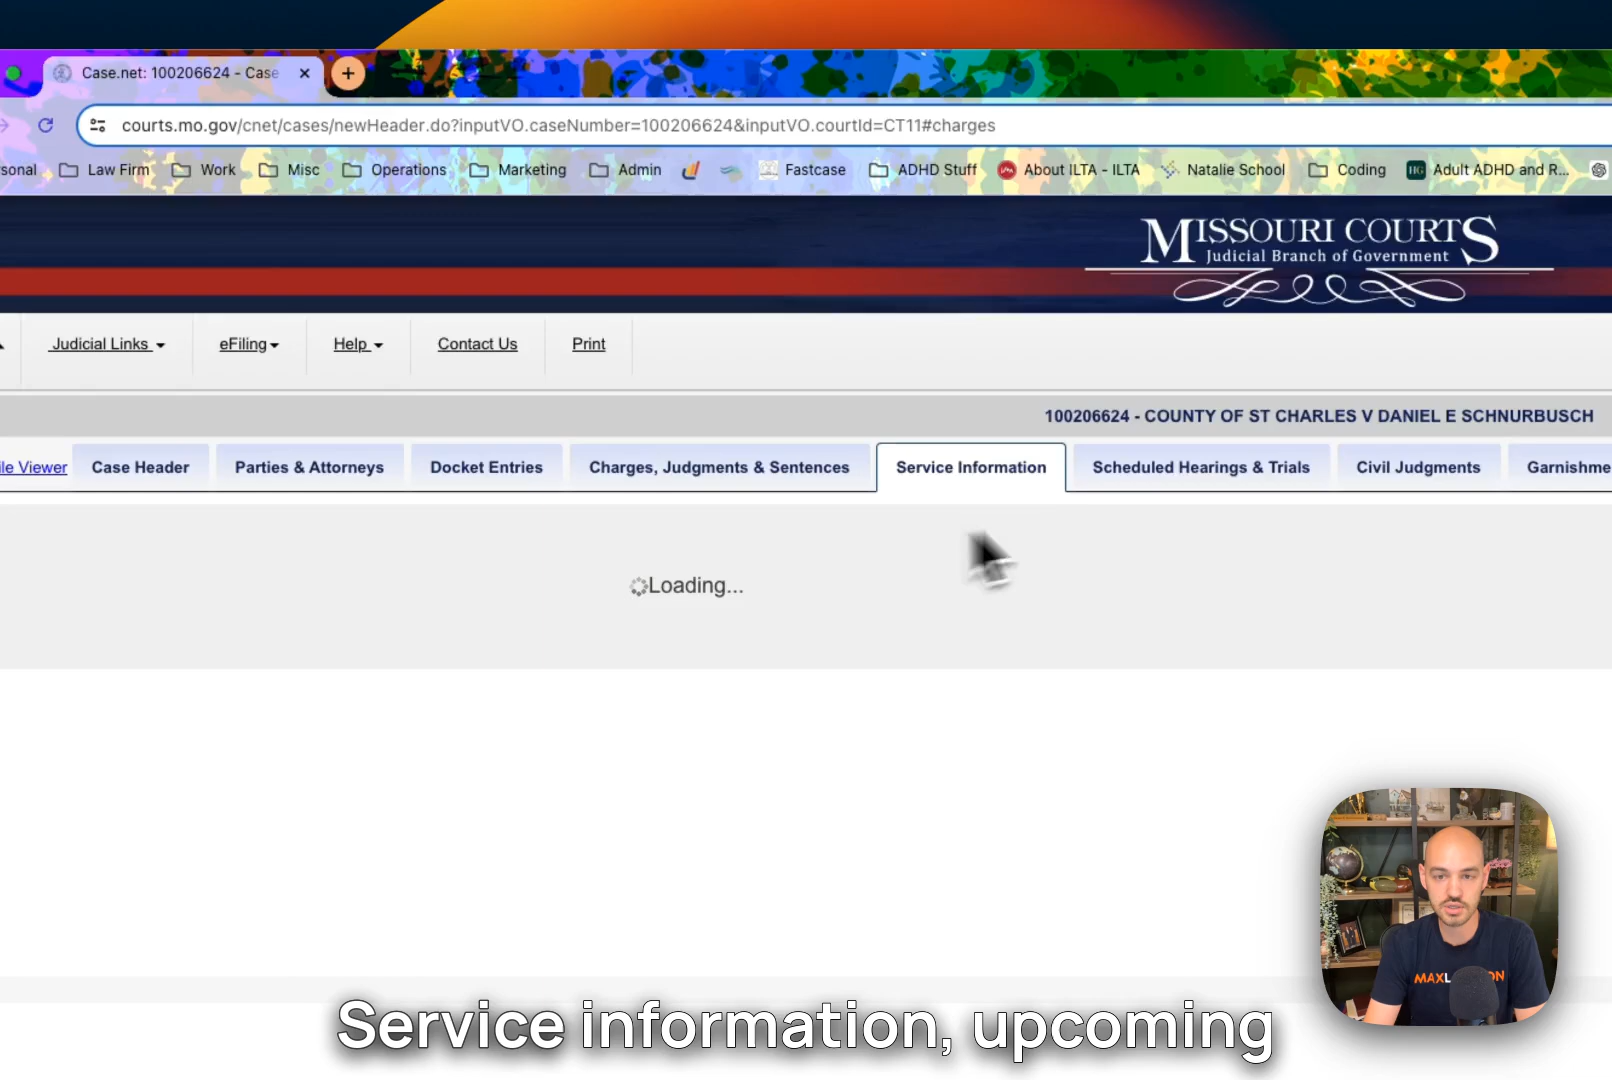 Case.net: 100206624 - Case
courts.mo.gov/cnet/cases/newHeader.do?inputVO.caseNumber=100206624&inputVO.courtId=CT11#charges
sonal Law Firm Work Misc Operations Marketing Admin Fastcase ADHD Stuff About ILTA - ILTA Natalie School Coding HG Adult ADHD and R...
MISSOURI COURTS
Judicial Branch of Government
Judicial Links eFiling Help Contact Us Print
100206624 - COUNTY OF ST CHARLES V DANIEL E SCHNURBUSCH
ile Viewer Case Header Parties & Attorneys Docket Entries Charges, Judgments & Sentences Service Information Scheduled Hearings & Trials Civil Judgments Garnishme
Loading...
Service information, upcoming